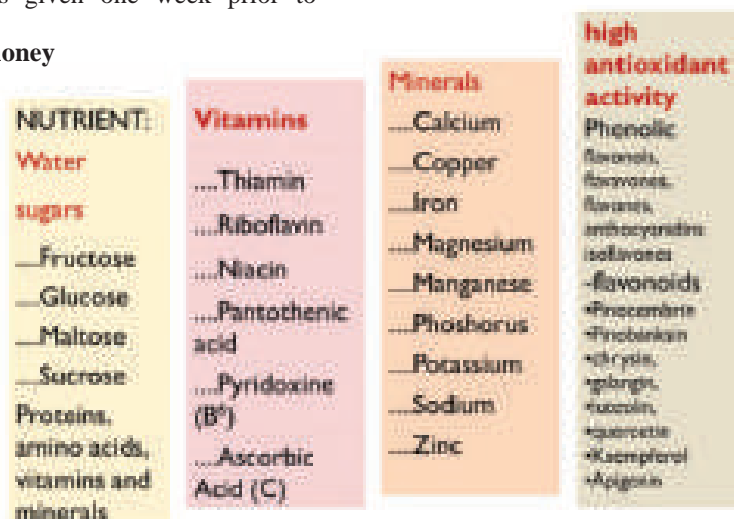 s given one week prior to
oney
NUTRIENT:
Water
sugars
....Fructose
....Glucose
....Maltose
....Sucrose
Proteins,
amino acids,
vitamins and
minerals
Vitamins
....Thiamin
....Riboflavin
....Niacin
....Pantothenic
acid
....Pyridoxine
(B⁶)
....Ascorbic
Acid (C)
Minerals
....Calcium
....Copper
....Iron
....Magnesium
....Manganese
....Phoshorus
....Potassium
....Sodium
....Zinc
high
antioxidant
activity
Phenolic
flavonols,
flavanones,
flavones,
anthocyanidins
isoflavones
-flavonoids
•Pinocembrin
•Pinobanksin
•chrysin,
•galangin,
•quercetin
•Kaempferol
•Apigenin